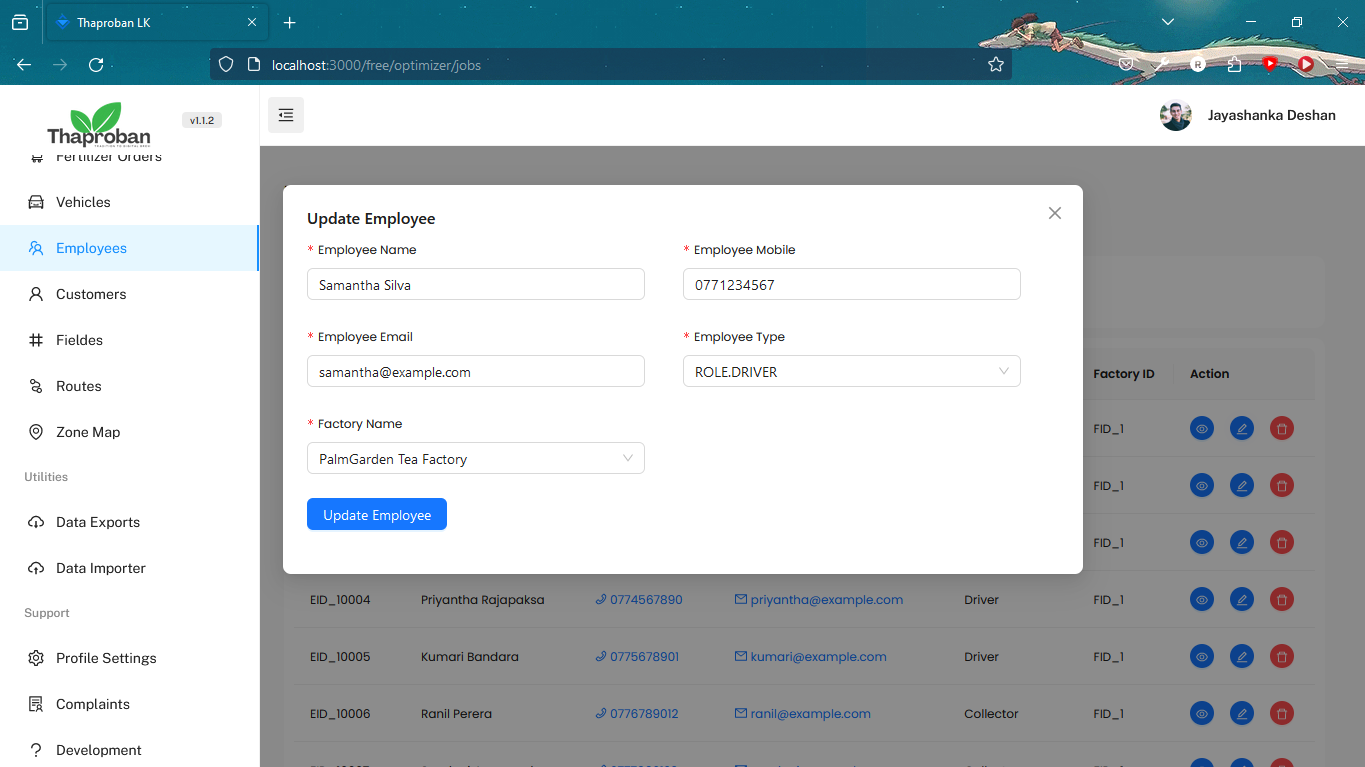 Thaproban LK
localhost:3000/free/optimizer/jobs
R
Thaproban
v1.1.2
Jayashanka Deshan
Fertilizer Orders
Vehicles
Employees
Customers
Fieldes
Routes
Zone Map
Utilities
Data Exports
Data Importer
Support
Profile Settings
Complaints
Development
Update Employee
* Employee Name
* Employee Mobile
Samantha Silva
0771234567
* Employee Email
* Employee Type
samantha@example.com
ROLE.DRIVER
* Factory Name
PalmGarden Tea Factory
Update Employee
Factory ID Action
FID_1
FID_1
FID_1
EID_10004 Priyantha Rajapaksa 0774567890 priyantha@example.com Driver FID_1
EID_10005 Kumari Bandara 0775678901 kumari@example.com Driver FID_1
EID_10006 Ranil Perera 0776789012 ranil@example.com Collector FID_1